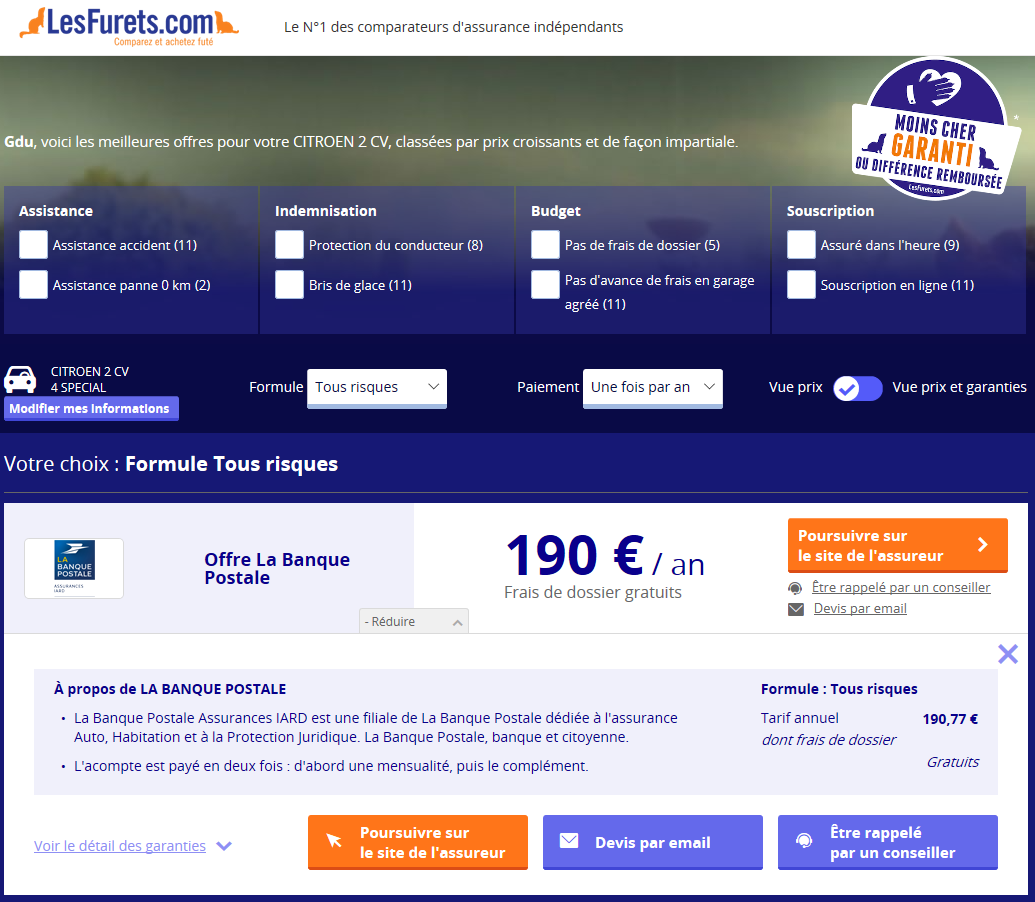 LesFurets.com
Comparez et achetez futé
Le N°1 des comparateurs d'assurance indépendants
MOINS CHER
GARANTI
OU DIFFÉRENCE REMBOURSÉE
LesFurets.com
*
Gdu, voici les meilleures offres pour votre CITROEN 2 CV, classées par prix croissants et de façon impartiale.
Assistance
Assistance accident (11)
Assistance panne 0 km (2)
Indemnisation
Protection du conducteur (8)
Bris de glace (11)
Budget
Pas de frais de dossier (5)
Pas d'avance de frais en garage
agréé (11)
Souscription
Assuré dans l'heure (9)
Souscription en ligne (11)
CITROEN 2 CV
4 SPECIAL
Modifier mes informations
Formule Tous risques
Paiement Une fois par an
Vue prix Vue prix et garanties
Votre choix : Formule Tous risques
LA
BANQUE
POSTALE
ASSURANCES
IARD
Offre La Banque
Postale
190 € / an
Frais de dossier gratuits
Poursuivre sur
le site de l'assureur
Être rappelé par un conseiller
Devis par email
- Réduire
À propos de LA BANQUE POSTALE
• La Banque Postale Assurances IARD est une filiale de La Banque Postale dédiée à l'assurance
Auto, Habitation et à la Protection Juridique. La Banque Postale, banque et citoyenne.
• L'acompte est payé en deux fois : d'abord une mensualité, puis le complément.
Formule : Tous risques
Tarif annuel 190,77 €
dont frais de dossier
Gratuits
Voir le détail des garanties
Poursuivre sur
le site de l'assureur
Devis par email
Être rappelé
par un conseiller